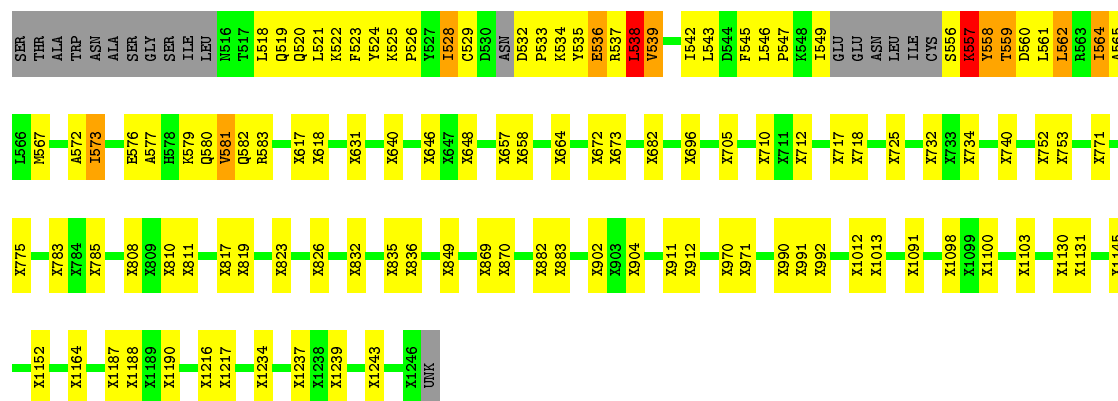 SER THR ALA TRP ASN ALA SER GLY SER ILE LEU N516 T517 L518 Q519 Q520 L521 K522 F523 Y524 K525 P526 Y527 I528 C529 D530 ASN D532 P533 K534 Y535 E536 R537 L538 V539 I542 L543 D544 F545 L546 P547 K548 I549 GLU GLU ASN LEU ILE CYS S556 K557 Y558 T559 D560 L561 L562 R563 I564 A565
L566 M567 A572 I573 E576 A577 H578 K579 Q580 V581 Q582 R583 X617 X618 X631 X640 X646 X647 X648 X657 X658 X664 X672 X673 X682 X696 X705 X710 X711 X712 X717 X718 X725 X732 X733 X734 X740 X752 X753 X771
X775 X783 X784 X785 X808 X809 X810 X811 X817 X819 X823 X826 X832 X835 X836 X849 X869 X870 X882 X883 X902 X903 X904 X911 X912 X970 X971 X990 X991 X992 X1012 X1013 X1091 X1098 X1099 X1100 X1103 X1130 X1131 X1145
X1152 X1164 X1187 X1188 X1189 X1190 X1216 X1217 X1234 X1237 X1238 X1239 X1243 X1246 UNK